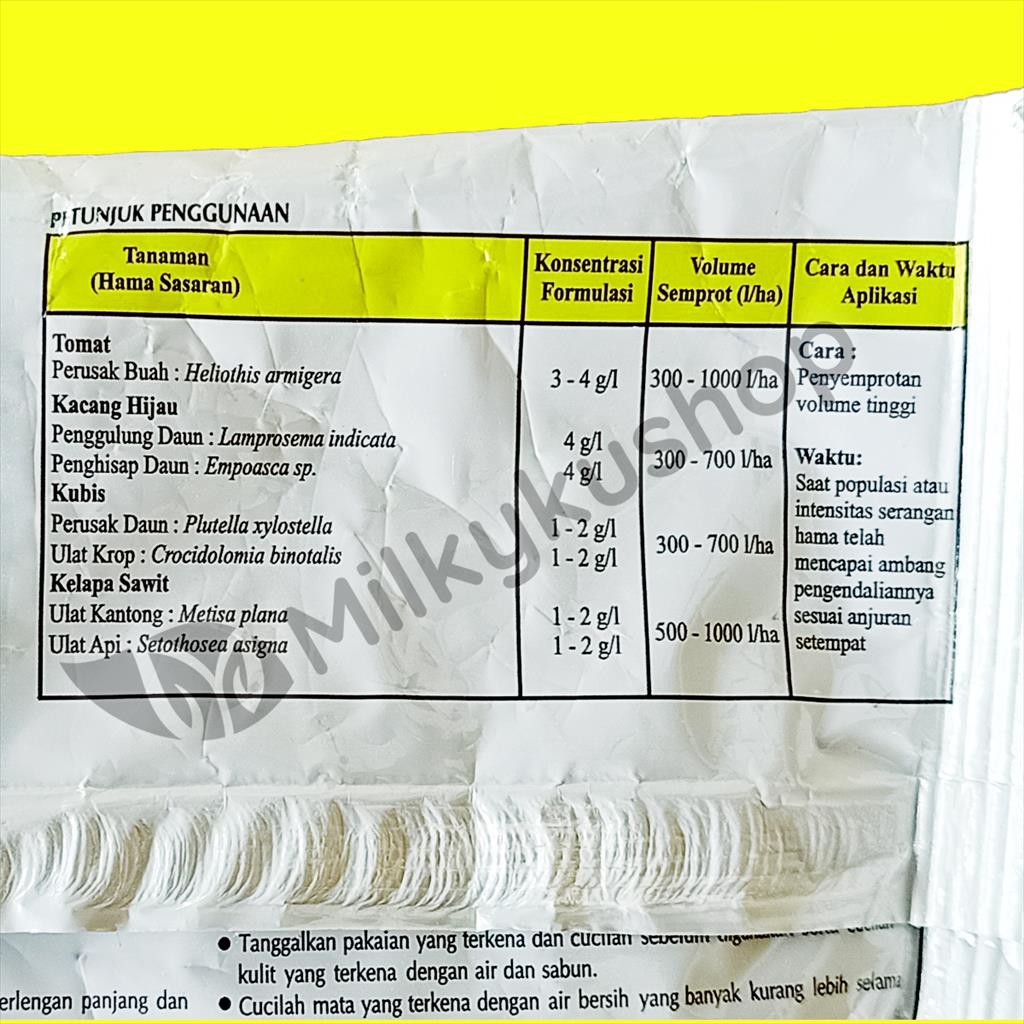 PETUNJUK PENGGUNAAN
Tanaman
(Hama Sasaran)
Konsentrasi
Formulasi
Volume
Semprot (l/ha)
Cara dan Waktu
Aplikasi
Tomat
Perusak Buah : Heliothis armigera
3 - 4 g/l
300 - 1000 l/ha
Kacang Hijau
Penggulung Daun : Lamprosema indicata
4 g/l
Penghisap Daun : Empoasca sp.
4 g/l
300 - 700 l/ha
Kubis
Perusak Daun : Plutella xylostella
1 - 2 g/l
Ulat Krop : Crocidolomia binotalis
1 - 2 g/l
300 - 700 l/ha
Kelapa Sawit
Ulat Kantong : Metisa plana
1 - 2 g/l
Ulat Api : Setothosea asigna
1 - 2 g/l
500 - 1000 l/ha
Cara :
Penyemprotan
volume tinggi
Waktu:
Saat populasi atau
intensitas serangan
hama telah
mencapai ambang
pengendaliannya
sesuai anjuran
setempat
Milkykushop
erlengan panjang dan
● Tanggalkan pakaian yang terkena dan cucilah sebelum
kulit yang terkena dengan air dan sabun.
● Cucilah mata yang terkena dengan air bersih yang banyak kurang lebih selama